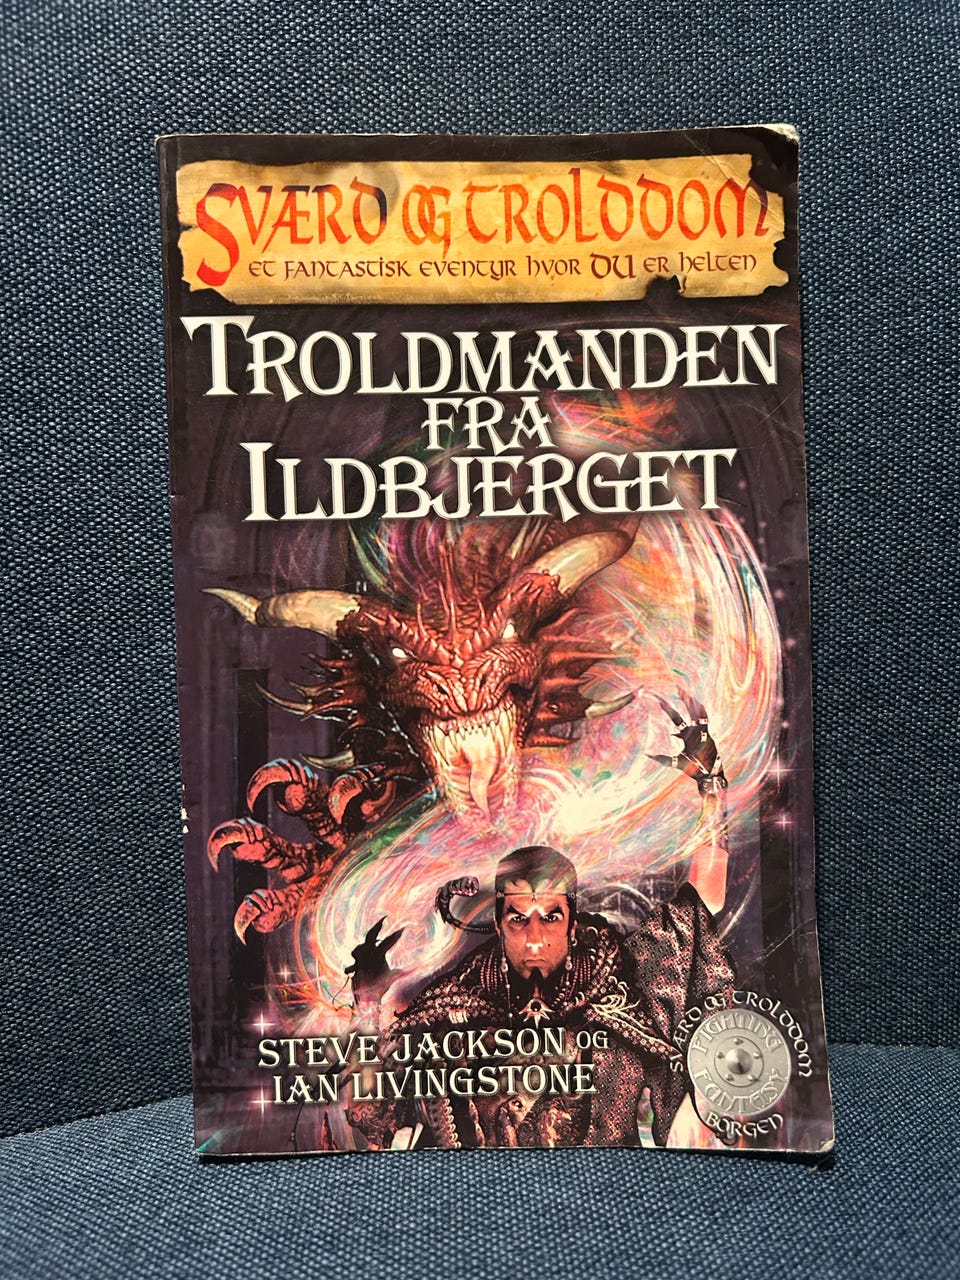 SVÆRD OG TROLDDOM
ET FANTASTISK EVENTYR HVOR DU ER HELTEN
TROLDMANDEN
FRA
ILDBJERGET
STEVE JACKSON OG
IAN LIVINGSTONE
SVÆRD OG TROLDDOM
FIGHTING
FANTASY
BORGEN